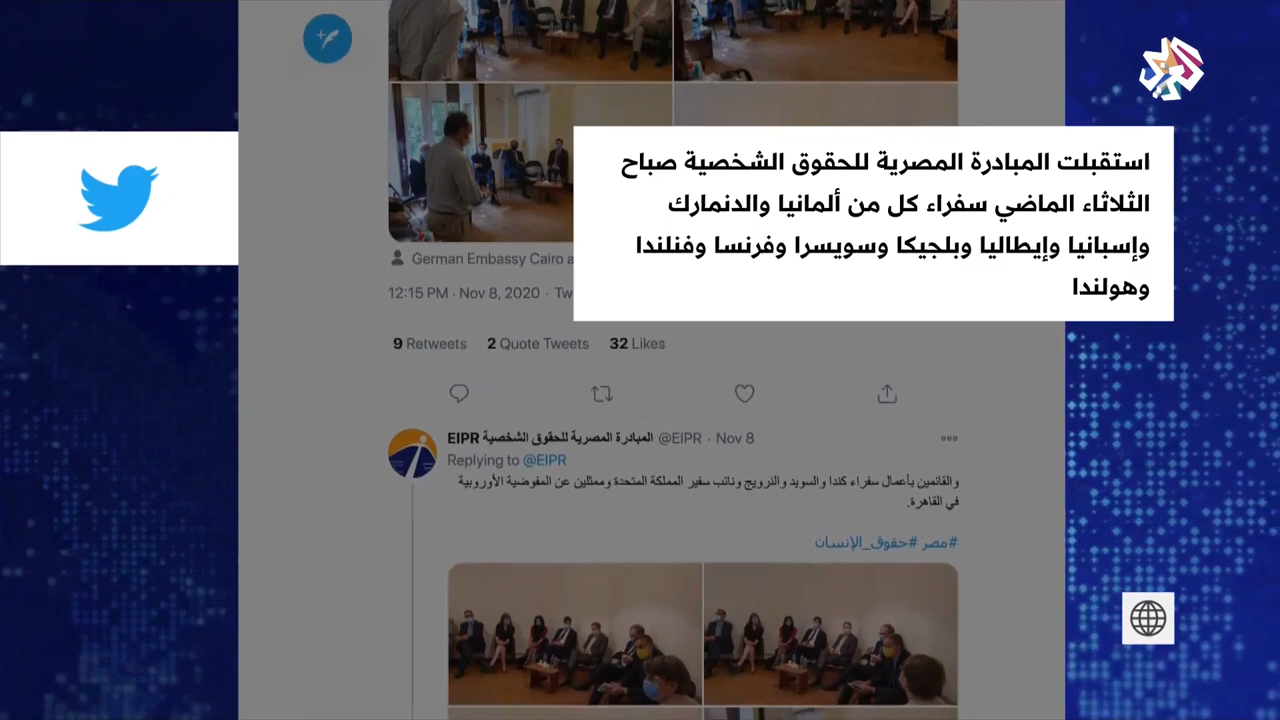 استقبلت المبادرة المصرية للحقوق الشخصية صباح
الثلاثاء الماضي سفراء كل من ألمانيا والدنمارك
وإسبانيا وإيطاليا وبلجيكا وسويسرا وفرنسا وفنلندا
وهولندا
German Embassy Cairo a
12:15 PM · Nov 8, 2020 · Tw
9 Retweets 2 Quote Tweets 32 Likes
المبادرة المصرية للحقوق الشخصية EIPR @EIPR · Nov 8
Replying to @EIPR
والقائمين بأعمال سفراء كندا والسويد والنرويج ونائب سفير المملكة المتحدة وممثلين عن المفوضية الأوروبية
في القاهرة.
#مصر #حقوق_الإنسان